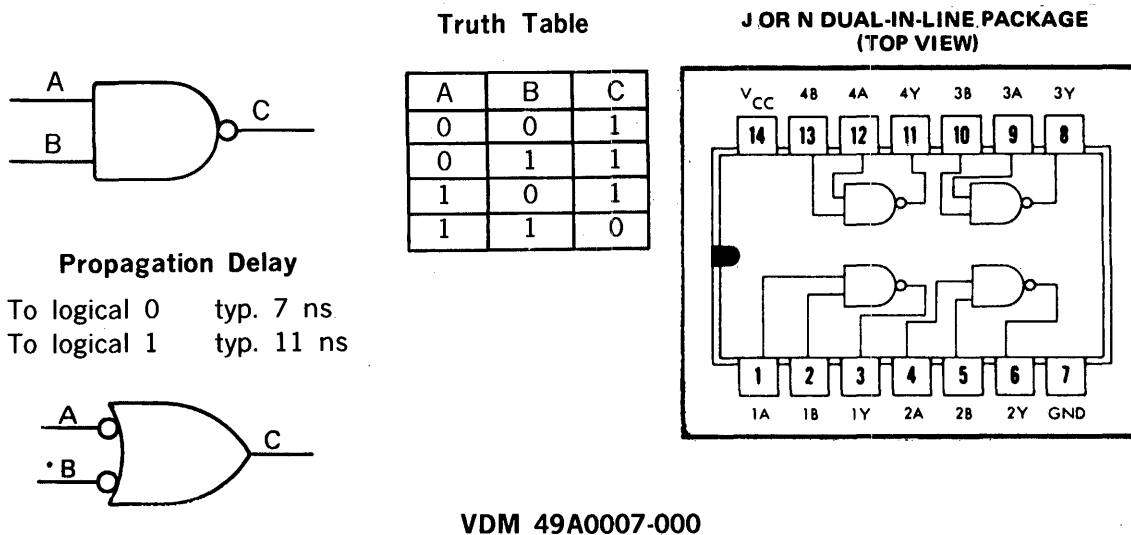 Truth Table
J OR N DUAL-IN-LINE PACKAGE
(TOP VIEW)
A
B
C
A B C
0 0 1
0 1 1
1 0 1
1 1 0
VCC 4B 4A 4Y 3B 3A 3Y
14 13 12 11 10 9 8
1 2 3 4 5 6 7
1A 1B 1Y 2A 2B 2Y GND
Propagation Delay
To logical 0 typ. 7 ns
To logical 1 typ. 11 ns
A
B
C
VDM 49A0007-000